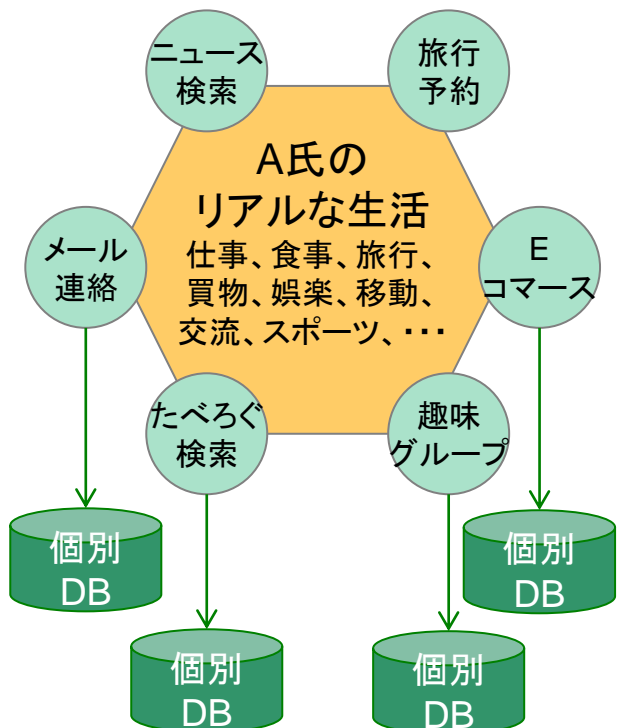 ニュース
検索
旅行
予約
A氏の
リアルな生活
仕事、食事、旅行、
買物、娯楽、移動、
交流、スポーツ、・・・
メール
連絡
E
コマース
たべろぐ
検索
趣味
グループ
個別
DB
個別
DB
個別
DB
個別
DB